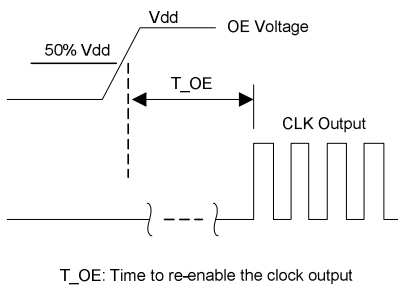 Vdd
OE Voltage
50% Vdd
T_OE
CLK Output
T_OE: Time to re-enable the clock output